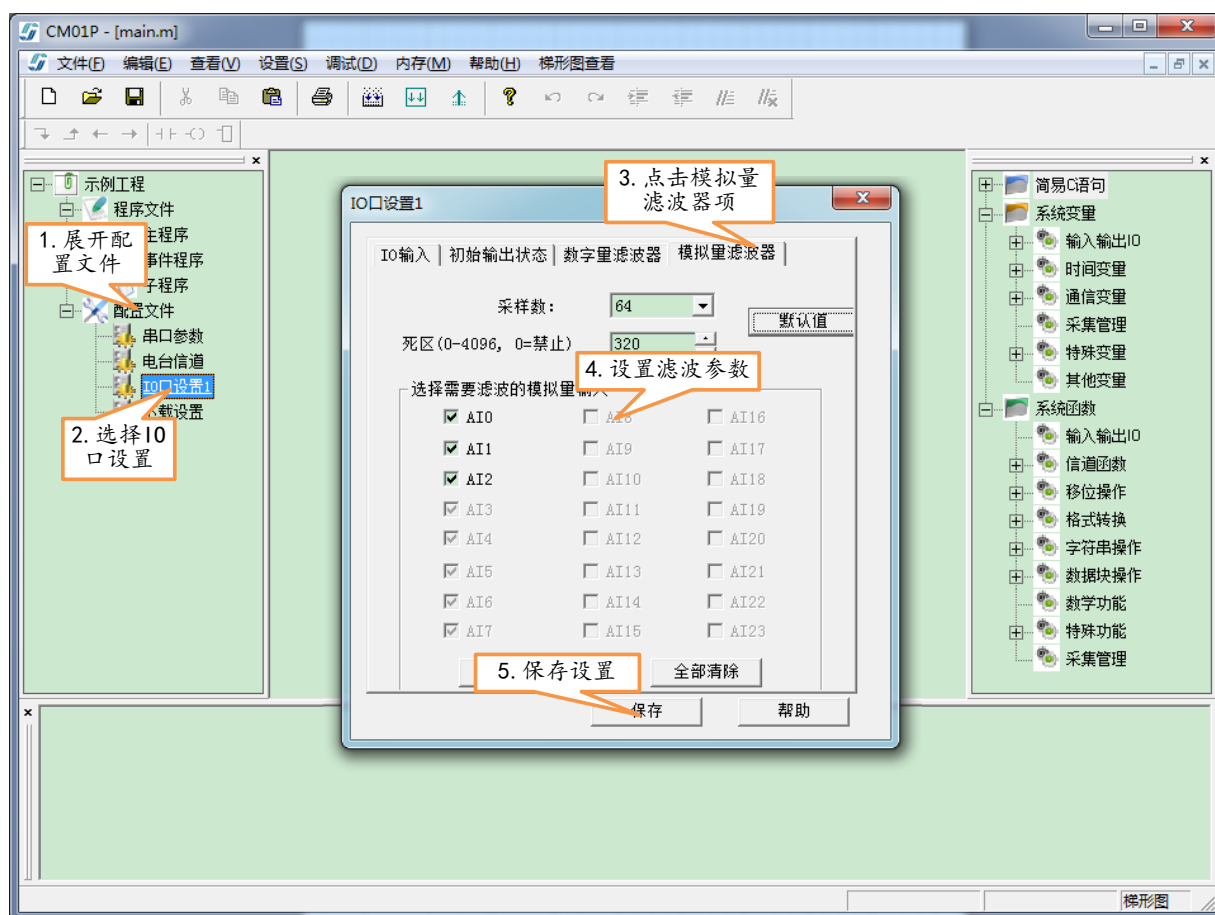 CM01P - [main.m]
文件(F) 编辑(E) 查看(V) 设置(S) 调试(D) 内存(M) 帮助(H) 梯形图查看
示例工程
程序文件
主程序
事件程序
子程序
配置文件
串口参数
电台信道
IO口设置1
下载设置
1.展开配
置文件
2.选择IO
口设置
IO口设置1
3.点击模拟量
滤波器项
IO输入 初始输出状态 数字量滤波器 模拟量滤波器
采样数: 64
默认值
死区(0-4096, 0=禁止) 320
4.设置滤波参数
选择需要滤波的模拟量输入
AI0 AI8 AI16
AI1 AI9 AI17
AI2 AI10 AI18
AI3 AI11 AI19
AI4 AI12 AI20
AI5 AI13 AI21
AI6 AI14 AI22
AI7 AI15 AI23
5.保存设置
全部清除
保存 帮助
简易C语句
系统变量
输入输出IO
时间变量
通信变量
采集管理
特殊变量
其他变量
系统函数
输入输出IO
信道函数
移位操作
格式转换
字符串操作
数据块操作
数学功能
特殊功能
采集管理
梯形图